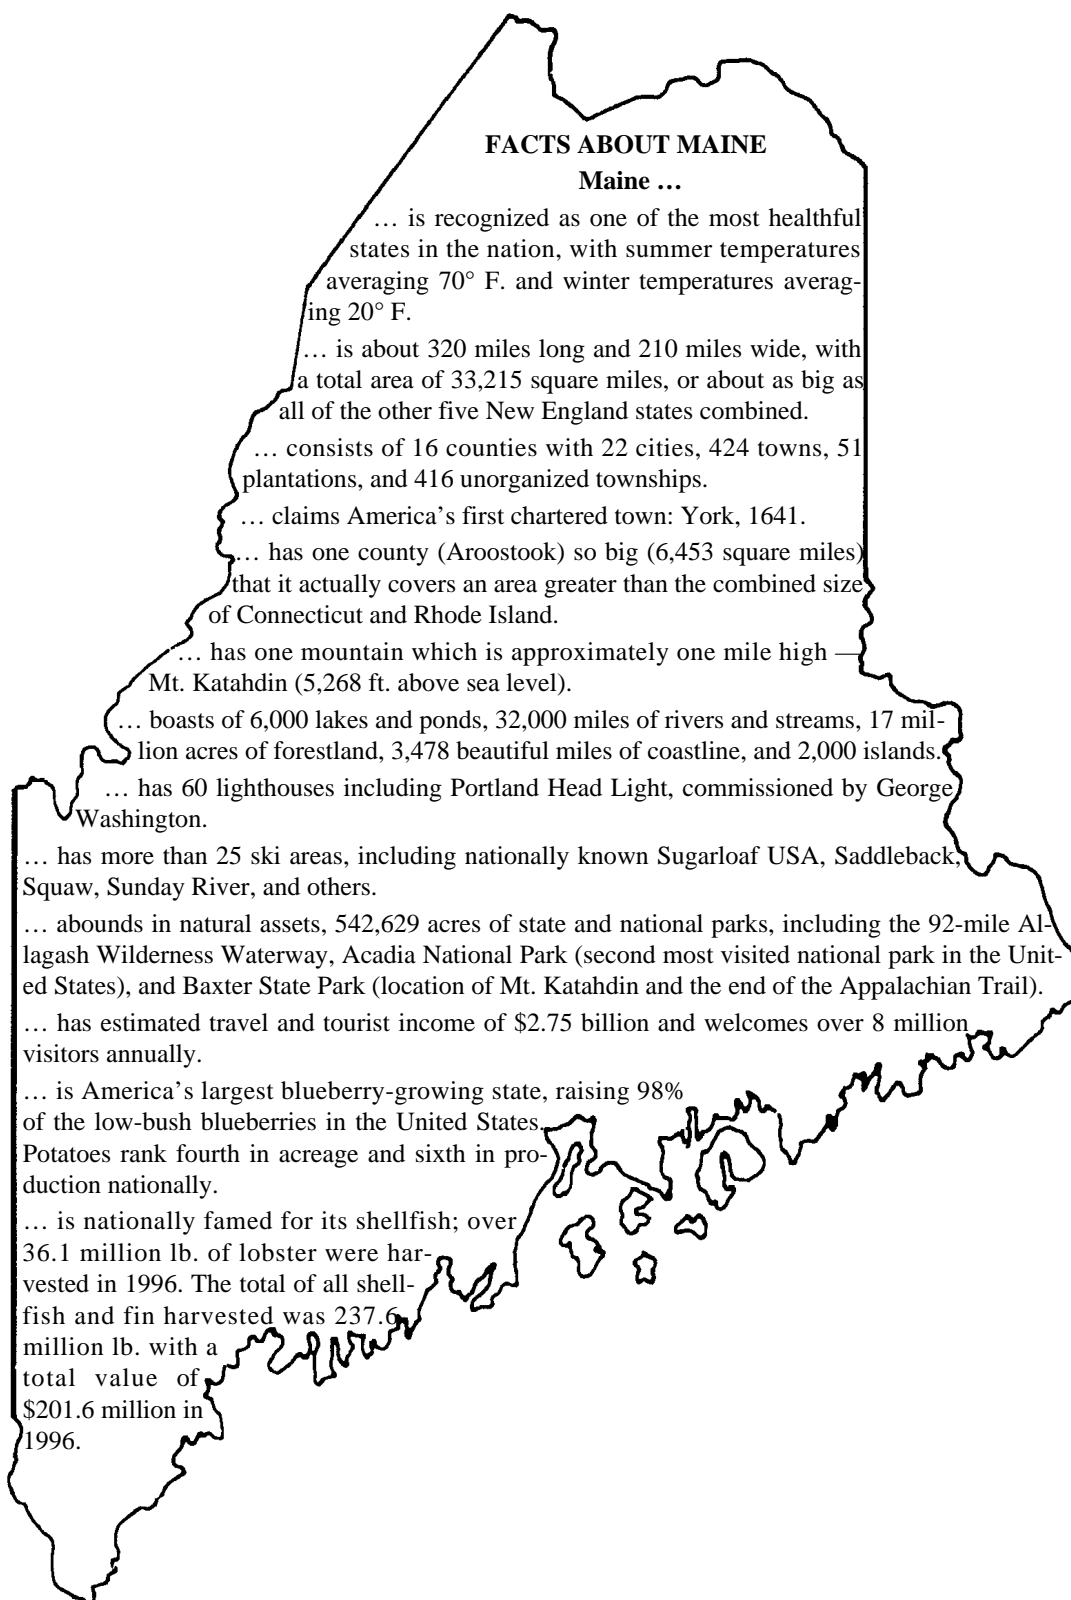 FACTS ABOUT MAINE
Maine …
… is recognized as one of the most healthful
states in the nation, with summer temperatures
averaging 70° F. and winter temperatures averag-
ing 20° F.
… is about 320 miles long and 210 miles wide, with
a total area of 33,215 square miles, or about as big as
all of the other five New England states combined.
… consists of 16 counties with 22 cities, 424 towns, 51
plantations, and 416 unorganized townships.
… claims America’s first chartered town: York, 1641.
… has one county (Aroostook) so big (6,453 square miles)
that it actually covers an area greater than the combined size
of Connecticut and Rhode Island.
… has one mountain which is approximately one mile high —
Mt. Katahdin (5,268 ft. above sea level).
… boasts of 6,000 lakes and ponds, 32,000 miles of rivers and streams, 17 mil-
lion acres of forestland, 3,478 beautiful miles of coastline, and 2,000 islands.
… has 60 lighthouses including Portland Head Light, commissioned by George
Washington.
… has more than 25 ski areas, including nationally known Sugarloaf USA, Saddleback,
Squaw, Sunday River, and others.
… abounds in natural assets, 542,629 acres of state and national parks, including the 92-mile Al-
lagash Wilderness Waterway, Acadia National Park (second most visited national park in the Unit-
ed States), and Baxter State Park (location of Mt. Katahdin and the end of the Appalachian Trail).
… has estimated travel and tourist income of $2.75 billion and welcomes over 8 million
visitors annually.
… is America’s largest blueberry-growing state, raising 98%
of the low-bush blueberries in the United States.
Potatoes rank fourth in acreage and sixth in pro-
duction nationally.
… is nationally famed for its shellfish; over
36.1 million lb. of lobster were har-
vested in 1996. The total of all shell-
fish and fin harvested was 237.6
million lb. with a
total value of
$201.6 million in
1996.